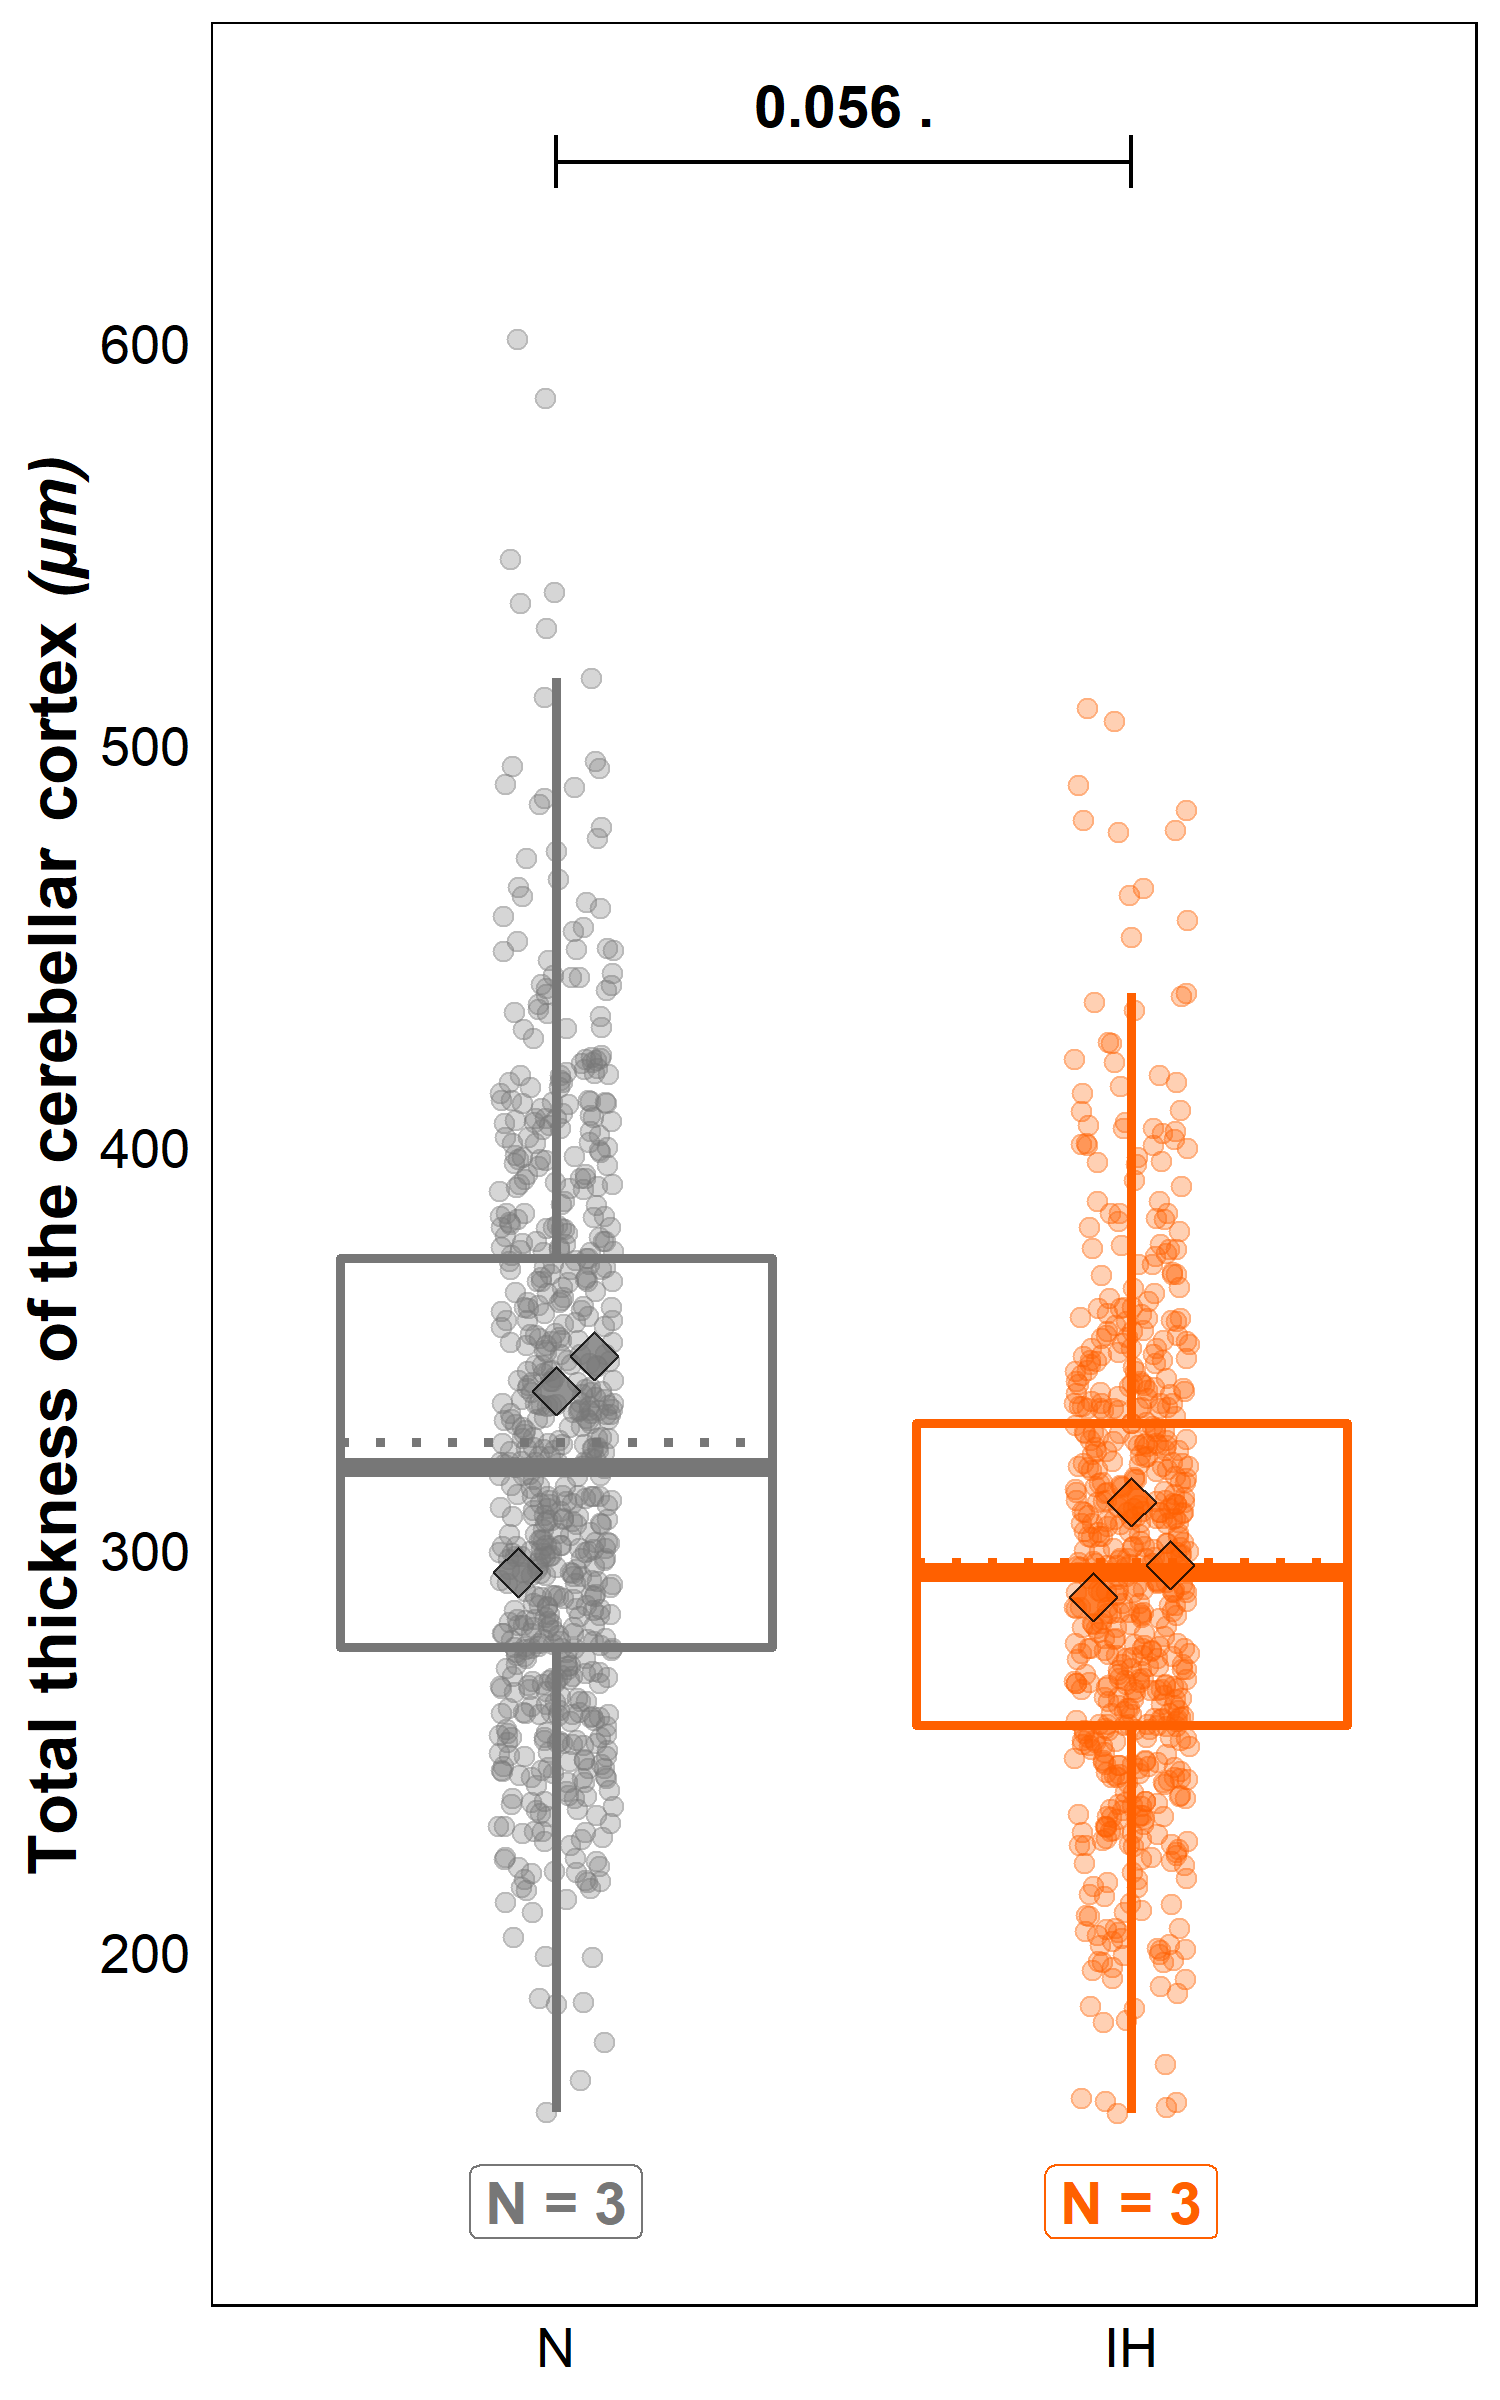 0.056 .
600
500
400
300
200
Total thickness of the cerebellar cortex (µm)
N = 3
N = 3
N
IH